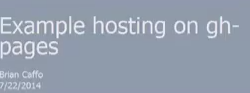 Example hosting on gh-
pages
Brian Caffo
7/22/2014